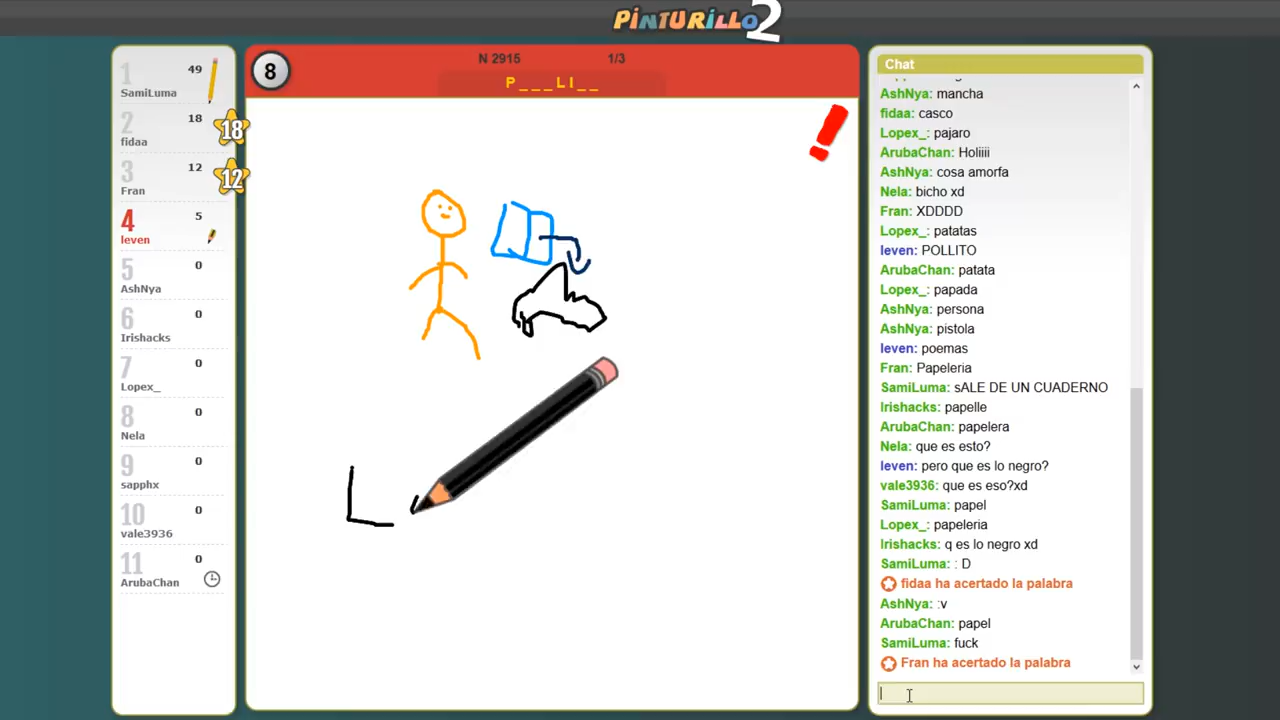 PiNTURiLLO 2
8
N 2915
1/3
P___LI__
1
49
SamiLuma
2
18
fidaa
18
3
12
Fran
12
4
5
leven
5
0
AshNya
6
0
Irishacks
7
0
Lopex_
8
0
Nela
9
0
sapphx
10
0
vale3936
11
0
ArubaChan
!
L
Chat
AshNya: mancha
fidaa: casco
Lopex_: pajaro
ArubaChan: Holiiii
AshNya: cosa amorfa
Nela: bicho xd
Fran: XDDDD
Lopex_: patatas
leven: POLLITO
ArubaChan: patata
Lopex_: papada
AshNya: persona
AshNya: pistola
leven: poemas
Fran: Papeleria
SamiLuma: sALE DE UN CUADERNO
Irishacks: papelle
ArubaChan: papelera
Nela: que es esto?
leven: pero que es lo negro?
vale3936: que es eso?xd
SamiLuma: papel
Lopex_: papeleria
Irishacks: q es lo negro xd
SamiLuma: : D
fidaa ha acertado la palabra
AshNya: :v
ArubaChan: papel
SamiLuma: fuck
Fran ha acertado la palabra